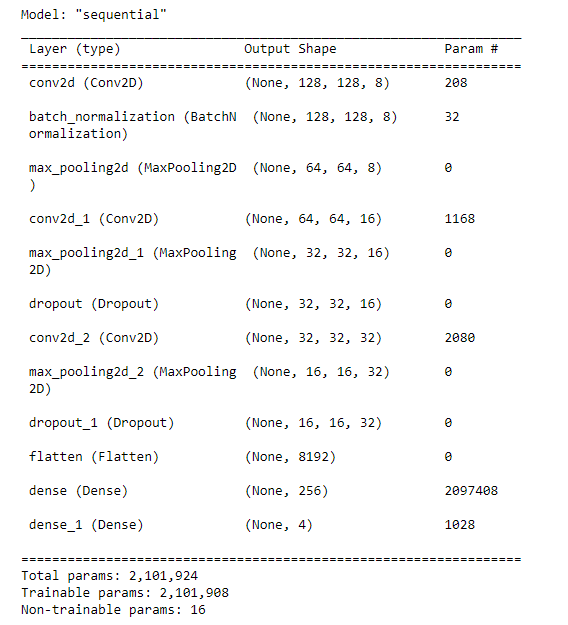 Model: "sequential"
Layer (type) Output Shape Param #
=================================================================
conv2d (Conv2D) (None, 128, 128, 8) 208
batch_normalization (BatchN (None, 128, 128, 8) 32
ormalization)
max_pooling2d (MaxPooling2D (None, 64, 64, 8) 0
)
conv2d_1 (Conv2D) (None, 64, 64, 16) 1168
max_pooling2d_1 (MaxPooling (None, 32, 32, 16) 0
2D)
dropout (Dropout) (None, 32, 32, 16) 0
conv2d_2 (Conv2D) (None, 32, 32, 32) 2080
max_pooling2d_2 (MaxPooling (None, 16, 16, 32) 0
2D)
dropout_1 (Dropout) (None, 16, 16, 32) 0
flatten (Flatten) (None, 8192) 0
dense (Dense) (None, 256) 2097408
dense_1 (Dense) (None, 4) 1028
=================================================================
Total params: 2,101,924
Trainable params: 2,101,908
Non-trainable params: 16